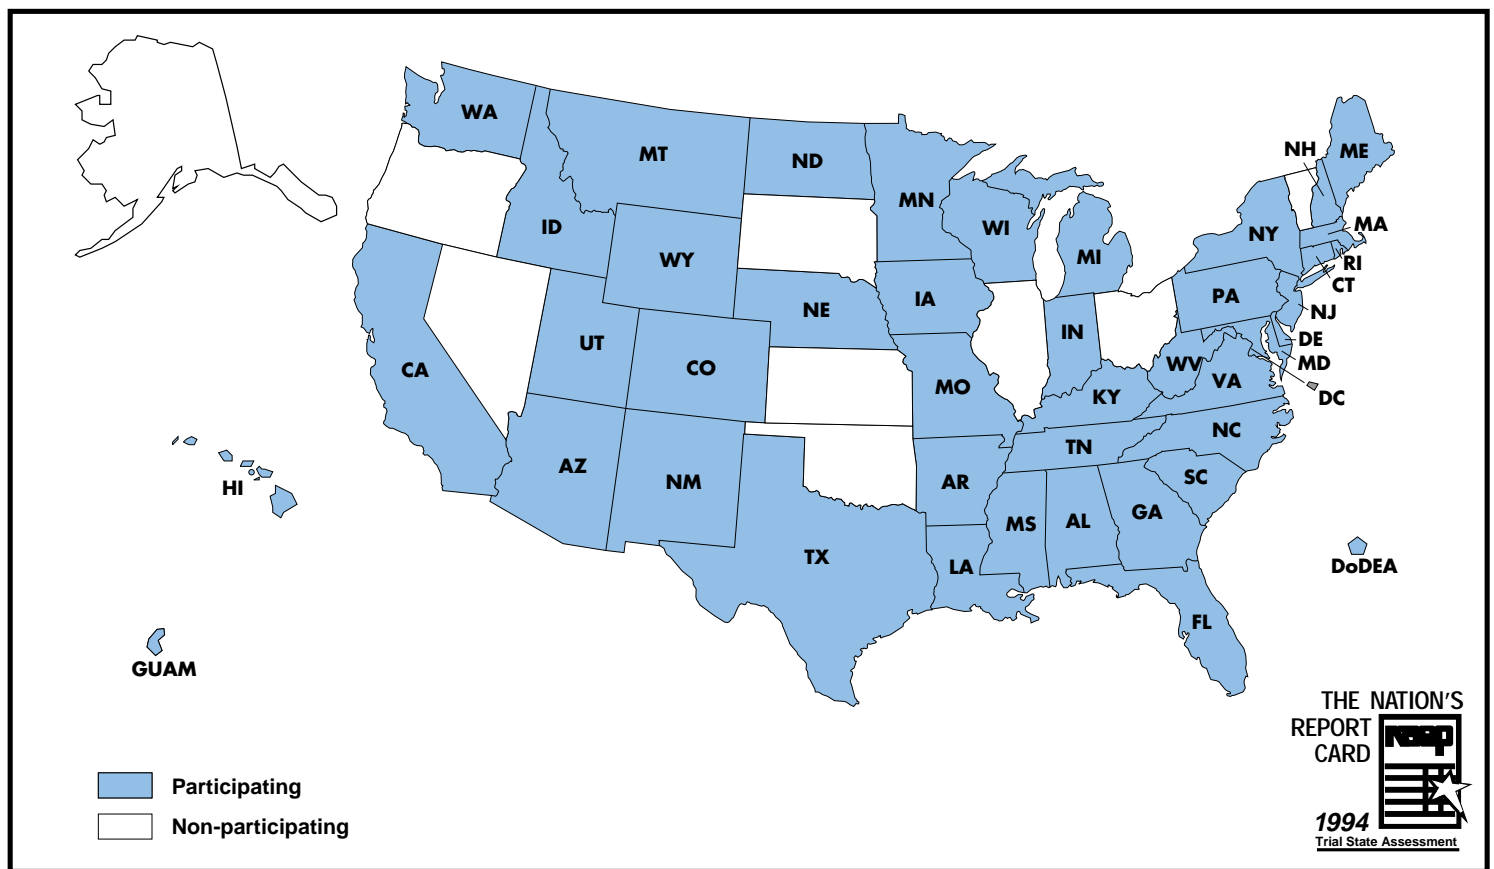 WA
MT
ND
MN
ID
WY
WI
MI
NH
ME
NY
MA
RI
CT
PA
NJ
DE
MD
DC
IA
NE
IN
UT
CO
CA
MO
KY
WV
VA
AZ
NM
AR
TN
NC
SC
HI
TX
LA
MS
AL
GA
FL
DoDEA
GUAM
THE NATION'S
REPORT
CARD
naep
1994
Trial State Assessment
Participating
Non-participating